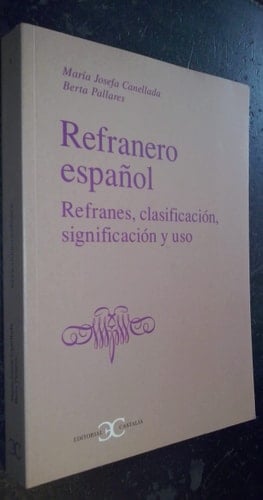 María Josefa Canellada
Berta Pallares
Refranero
español
Refranes, clasificación,
significación y uso
EDITORIAL CASTALIA